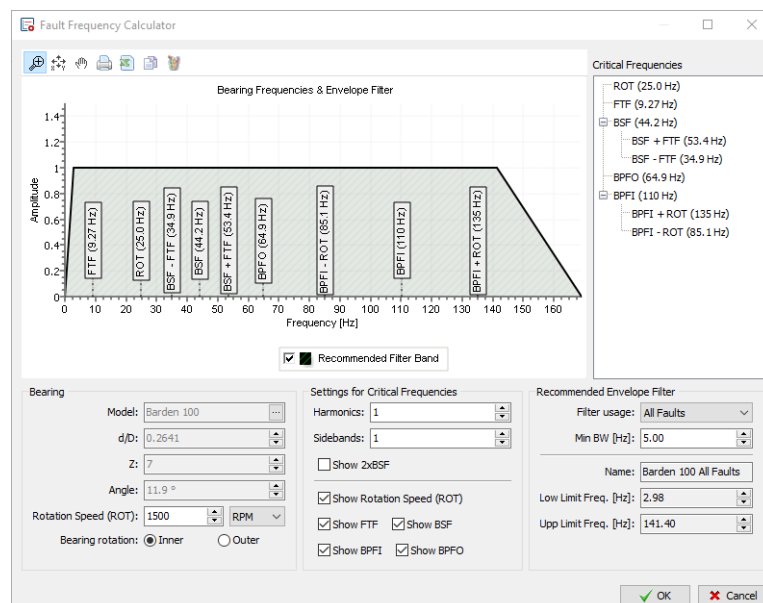 Fault Frequency Calculator
Bearing Frequencies & Envelope Filter
Amplitude
1.4
1.2
1
0.8
0.6
0.4
0.2
0
FTF (9.27 Hz)
ROT (25.0 Hz)
BSF - FTF (34.9 Hz)
BSF (44.2 Hz)
BSF + FTF (53.4 Hz)
BPFO (64.9 Hz)
BPFI - ROT (85.1 Hz)
BPFI (110 Hz)
BPFI + ROT (135 Hz)
0 10 20 30 40 50 60 70 80 90 100 110 120 130 140 150 160
Frequency [Hz]
Recommended Filter Band
Critical Frequencies
ROT (25.0 Hz)
FTF (9.27 Hz)
BSF (44.2 Hz)
BSF + FTF (53.4 Hz)
BSF - FTF (34.9 Hz)
BPFO (64.9 Hz)
BPFI (110 Hz)
BPFI + ROT (135 Hz)
BPFI - ROT (85.1 Hz)
Bearing
Model: Barden 100 ...
d/D: 0.2641
Z: 7
Angle: 11.9 °
Rotation Speed (ROT): 1500 RPM
Bearing rotation: Inner Outer
Settings for Critical Frequencies
Harmonics: 1
Sidebands: 1
Show 2xBSF
Show Rotation Speed (ROT)
Show FTF Show BSF
Show BPFI Show BPFO
Recommended Envelope Filter
Filter usage: All Faults
Min BW [Hz]: 5.00
Name: Barden 100 All Faults
Low Limit Freq. [Hz]: 2.98
Upp Limit Freq. [Hz]: 141.40
OK Cancel